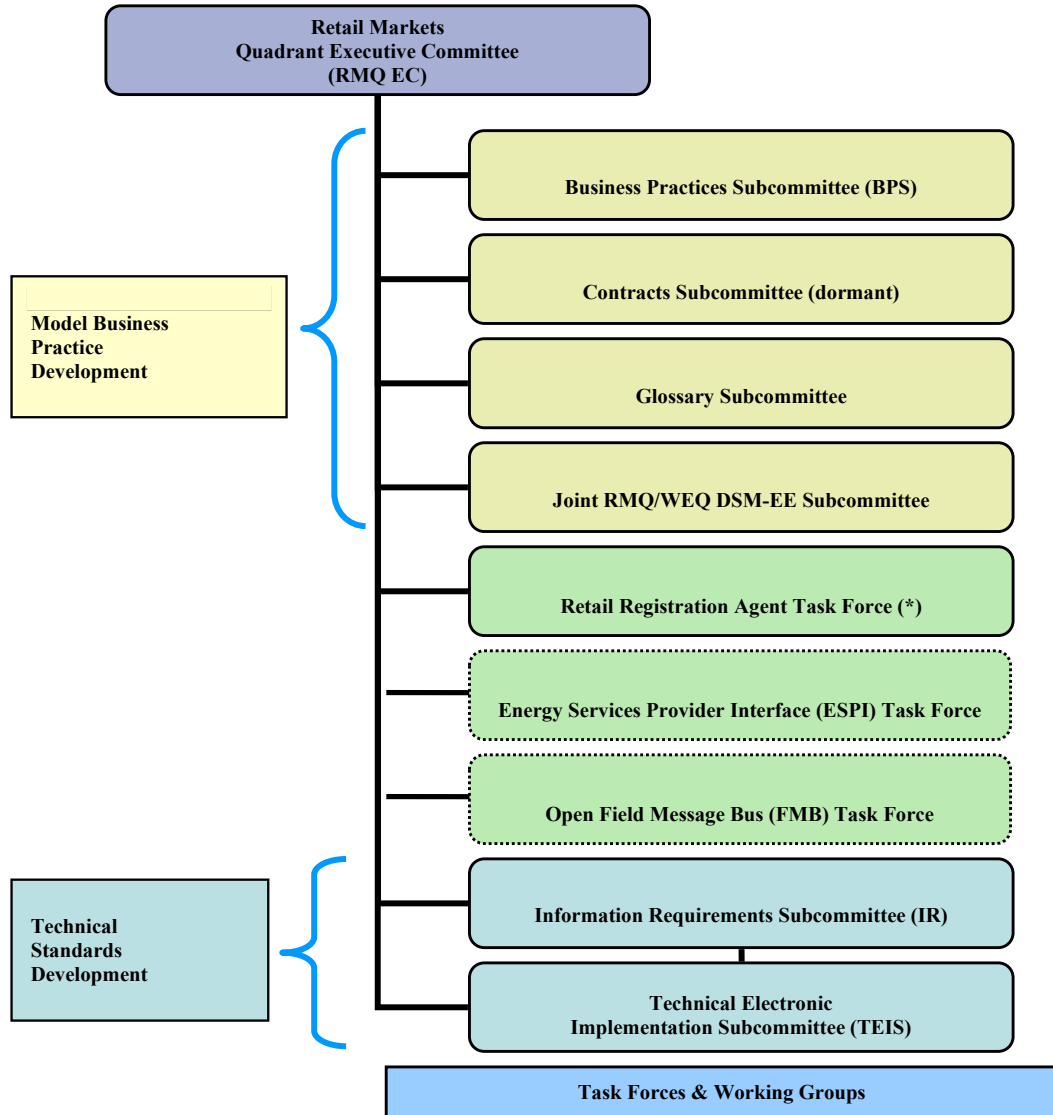 Retail Markets
Quadrant Executive Committee
(RMQ EC)
Business Practices Subcommittee (BPS)
Contracts Subcommittee (dormant)
Model Business
Practice
Development
Glossary Subcommittee
Joint RMQ/WEQ DSM-EE Subcommittee
Retail Registration Agent Task Force (*)
Energy Services Provider Interface (ESPI) Task Force
Open Field Message Bus (FMB) Task Force
Information Requirements Subcommittee (IR)
Technical
Standards
Development
Technical Electronic
Implementation Subcommittee (TEIS)
Task Forces & Working Groups